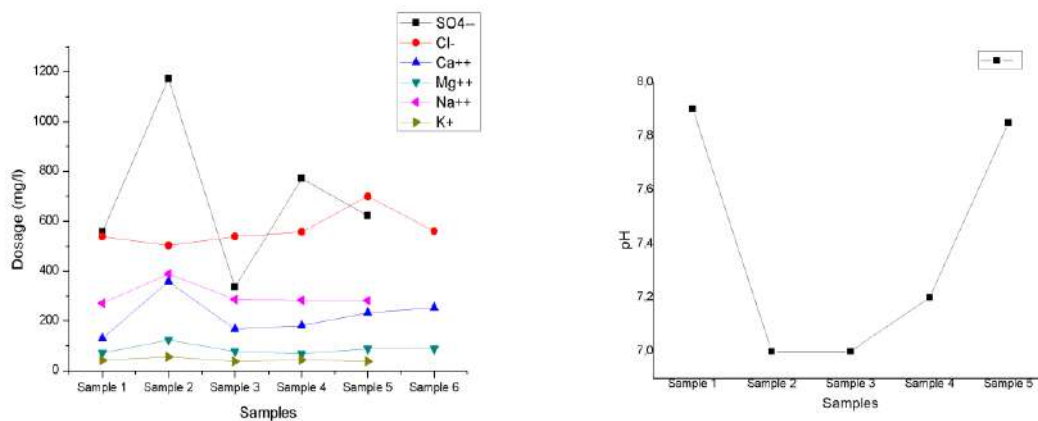 SO4--
Cl-
Ca++
Mg++
Na++
K+
1200
1000
800
600
400
200
0
Dosage (mg/l)
Sample 1 Sample 2 Sample 3 Sample 4 Sample 5 Sample 6
Samples
8,0
7,8
7,6
7,4
7,2
7,0
pH
Sample 1 Sample 2 Sample 3 Sample 4 Sample 5
Samples